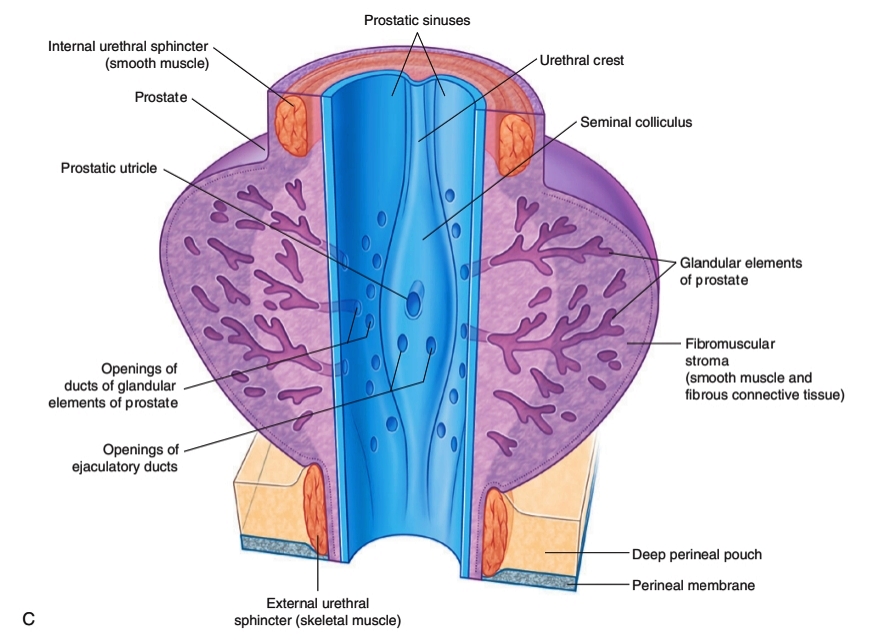 Prostatic sinuses
Internal urethral sphincter
(smooth muscle)
Urethral crest
Prostate
Seminal colliculus
Prostatic utricle
Glandular elements
of prostate
Fibromuscular
stroma
(smooth muscle and
fibrous connective tissue)
Openings of
ducts of glandular
elements of prostate
Openings of
ejaculatory ducts
Deep perineal pouch
Perineal membrane
External urethral
sphincter (skeletal muscle)
C